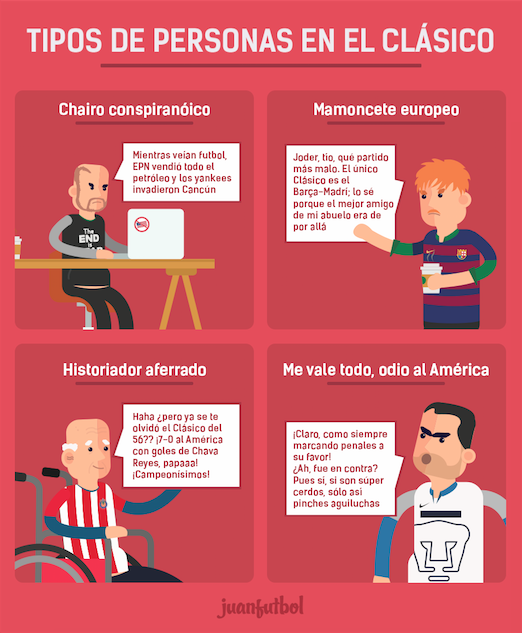 TIPOS DE PERSONAS EN EL CLÁSICO
Chairo conspiranóico
Mientras veían futbol,
EPN vendió todo el
petróleo y los yankees
invadieron Cancún
The
END
is
Mamoncete europeo
Joder, tío, qué partido
más malo. El único
Clásico es el
Barça-Madri; lo sé
porque el mejor amigo
de mi abuelo era de
por allá
Historiador aferrado
Haha ¿pero ya se te
olvidó el Clásico del
56?? ¡7-0 al América
con goles de Chava
Reyes, papaaa!
¡Campeonísimos!
Me vale todo, odio al América
¡Claro, como siempre
marcando penales a
su favor!
¿Ah, fue en contra?
Pues sí, si son súper
cerdos, sólo así
pinches aguiluchas
juanfutbol